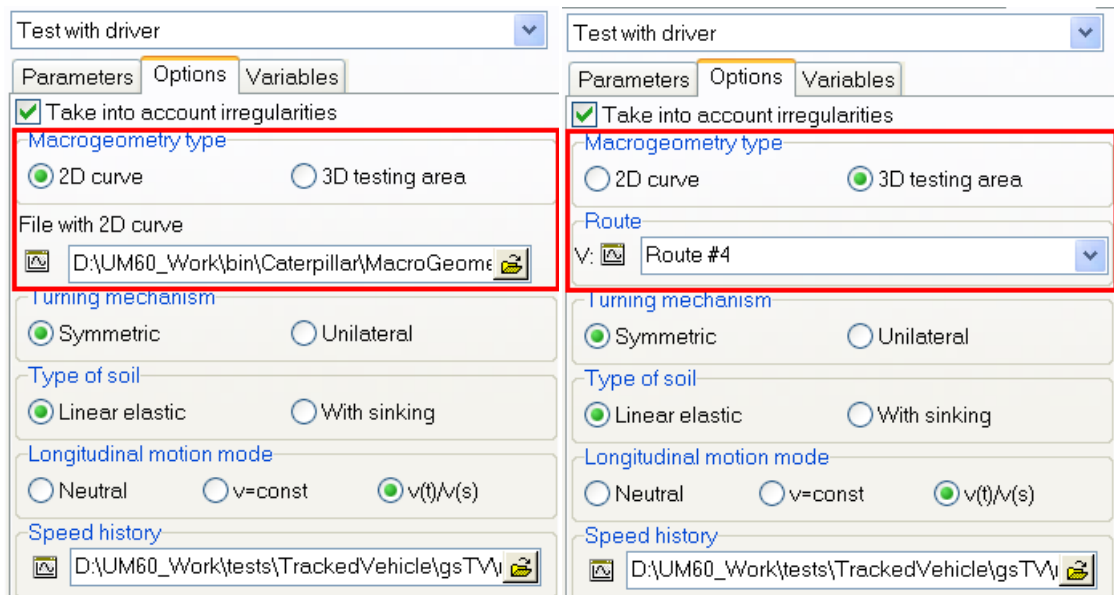 Test with driver
Parameters Options Variables
Take into account irregularities
Macrogeometry type
2D curve 3D testing area
File with 2D curve
D:\UM60_Work\bin\Caterpillar\MacroGeome
Turning mechanism
Symmetric Unilateral
Type of soil
Linear elastic With sinking
Longitudinal motion mode
Neutral v=const v(t)/v(s)
Speed history
D:\UM60_Work\tests\TrackedVehicle\gsTV\
Test with driver
Parameters Options Variables
Take into account irregularities
Macrogeometry type
2D curve 3D testing area
Route
V: Route #4
Turning mechanism
Symmetric Unilateral
Type of soil
Linear elastic With sinking
Longitudinal motion mode
Neutral v=const v(t)/v(s)
Speed history
D:\UM60_Work\tests\TrackedVehicle\gsTV\